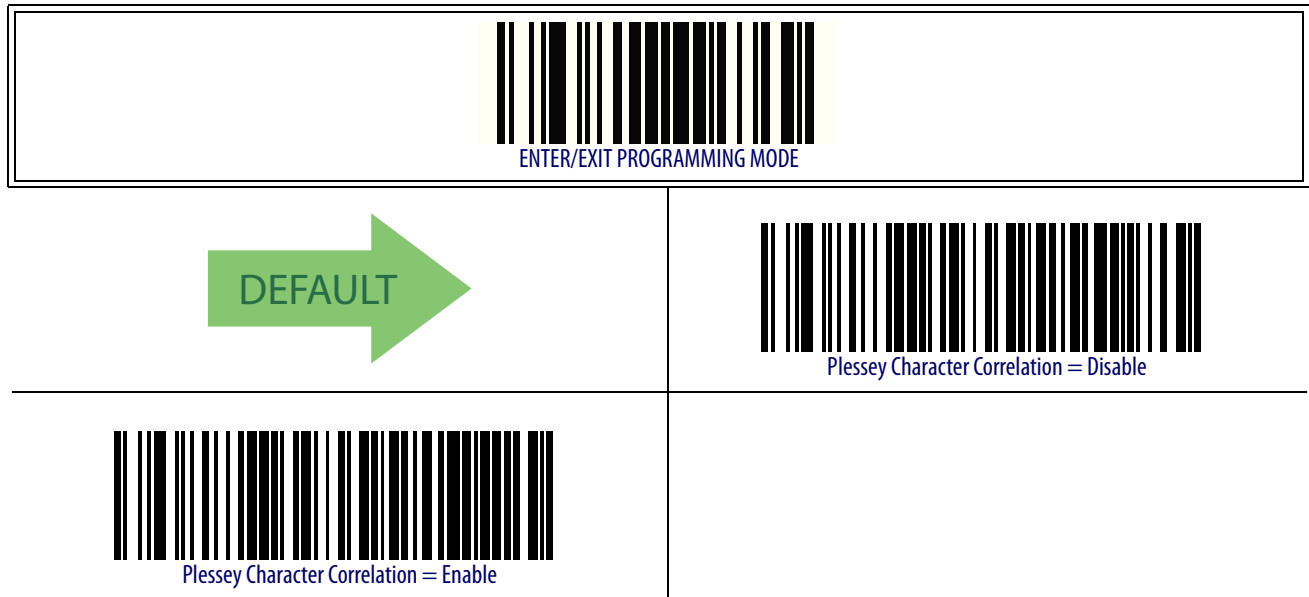 ENTER/EXIT PROGRAMMING MODE
DEFAULT
Plessey Character Correlation = Disable
Plessey Character Correlation = Enable